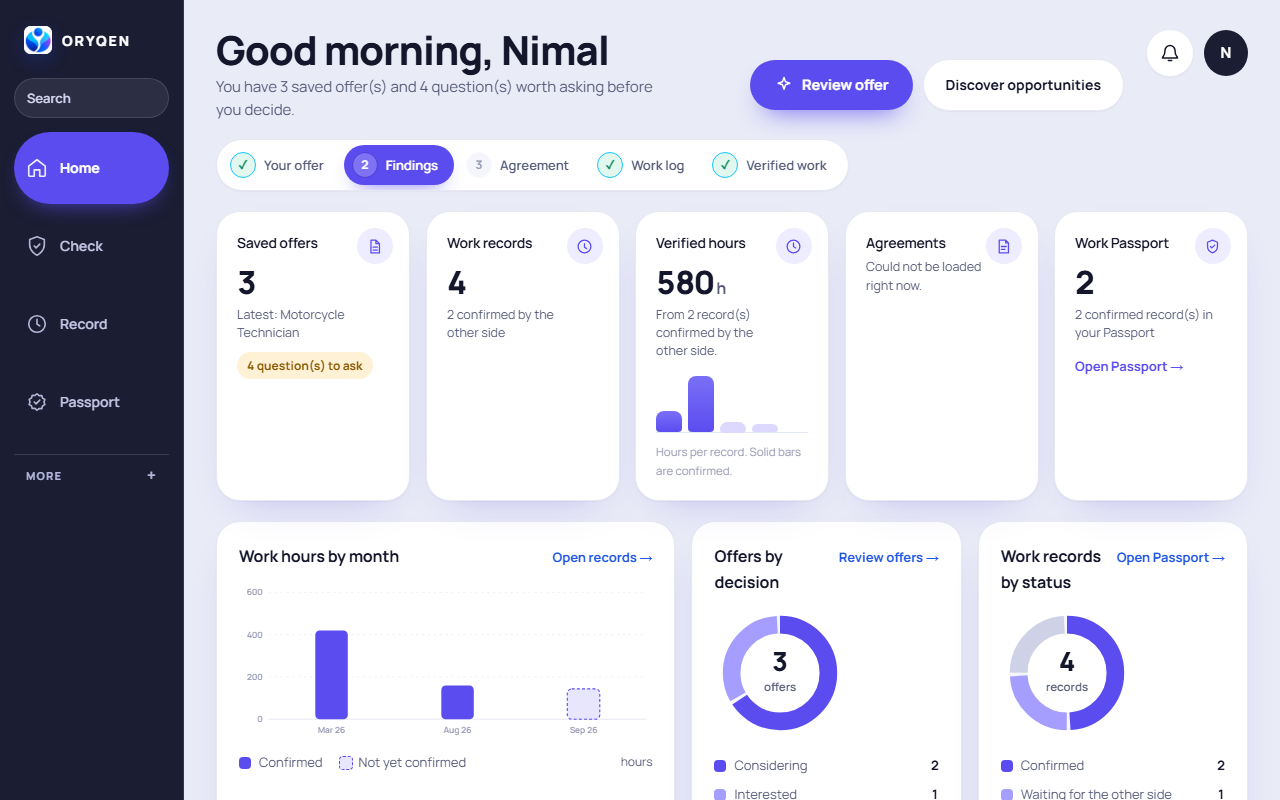 ORYQEN
Search
Home
Check
Record
Passport
MORE +
Good morning, Nimal
You have 3 saved offer(s) and 4 question(s) worth asking before
you decide.
Review offer
Discover opportunities
N
✓ Your offer
2 Findings
3 Agreement
✓ Work log
✓ Verified work
Saved offers
3
Latest: Motorcycle
Technician
4 question(s) to ask
Work records
4
2 confirmed by the
other side
Verified hours
580 h
From 2 record(s)
confirmed by the
other side.
Hours per record. Solid bars
are confirmed.
Agreements
Could not be loaded
right now.
Work Passport
2
2 confirmed record(s) in
your Passport
Open Passport →
Work hours by month
Open records →
600
400
200
0
Mar 26
Aug 26
Sep 26
Confirmed
Not yet confirmed
hours
Offers by
decision
Review offers →
3
offers
Considering 2
Interested 1
Work records
by status
Open Passport →
4
records
Confirmed 2
Waiting for the other side 1